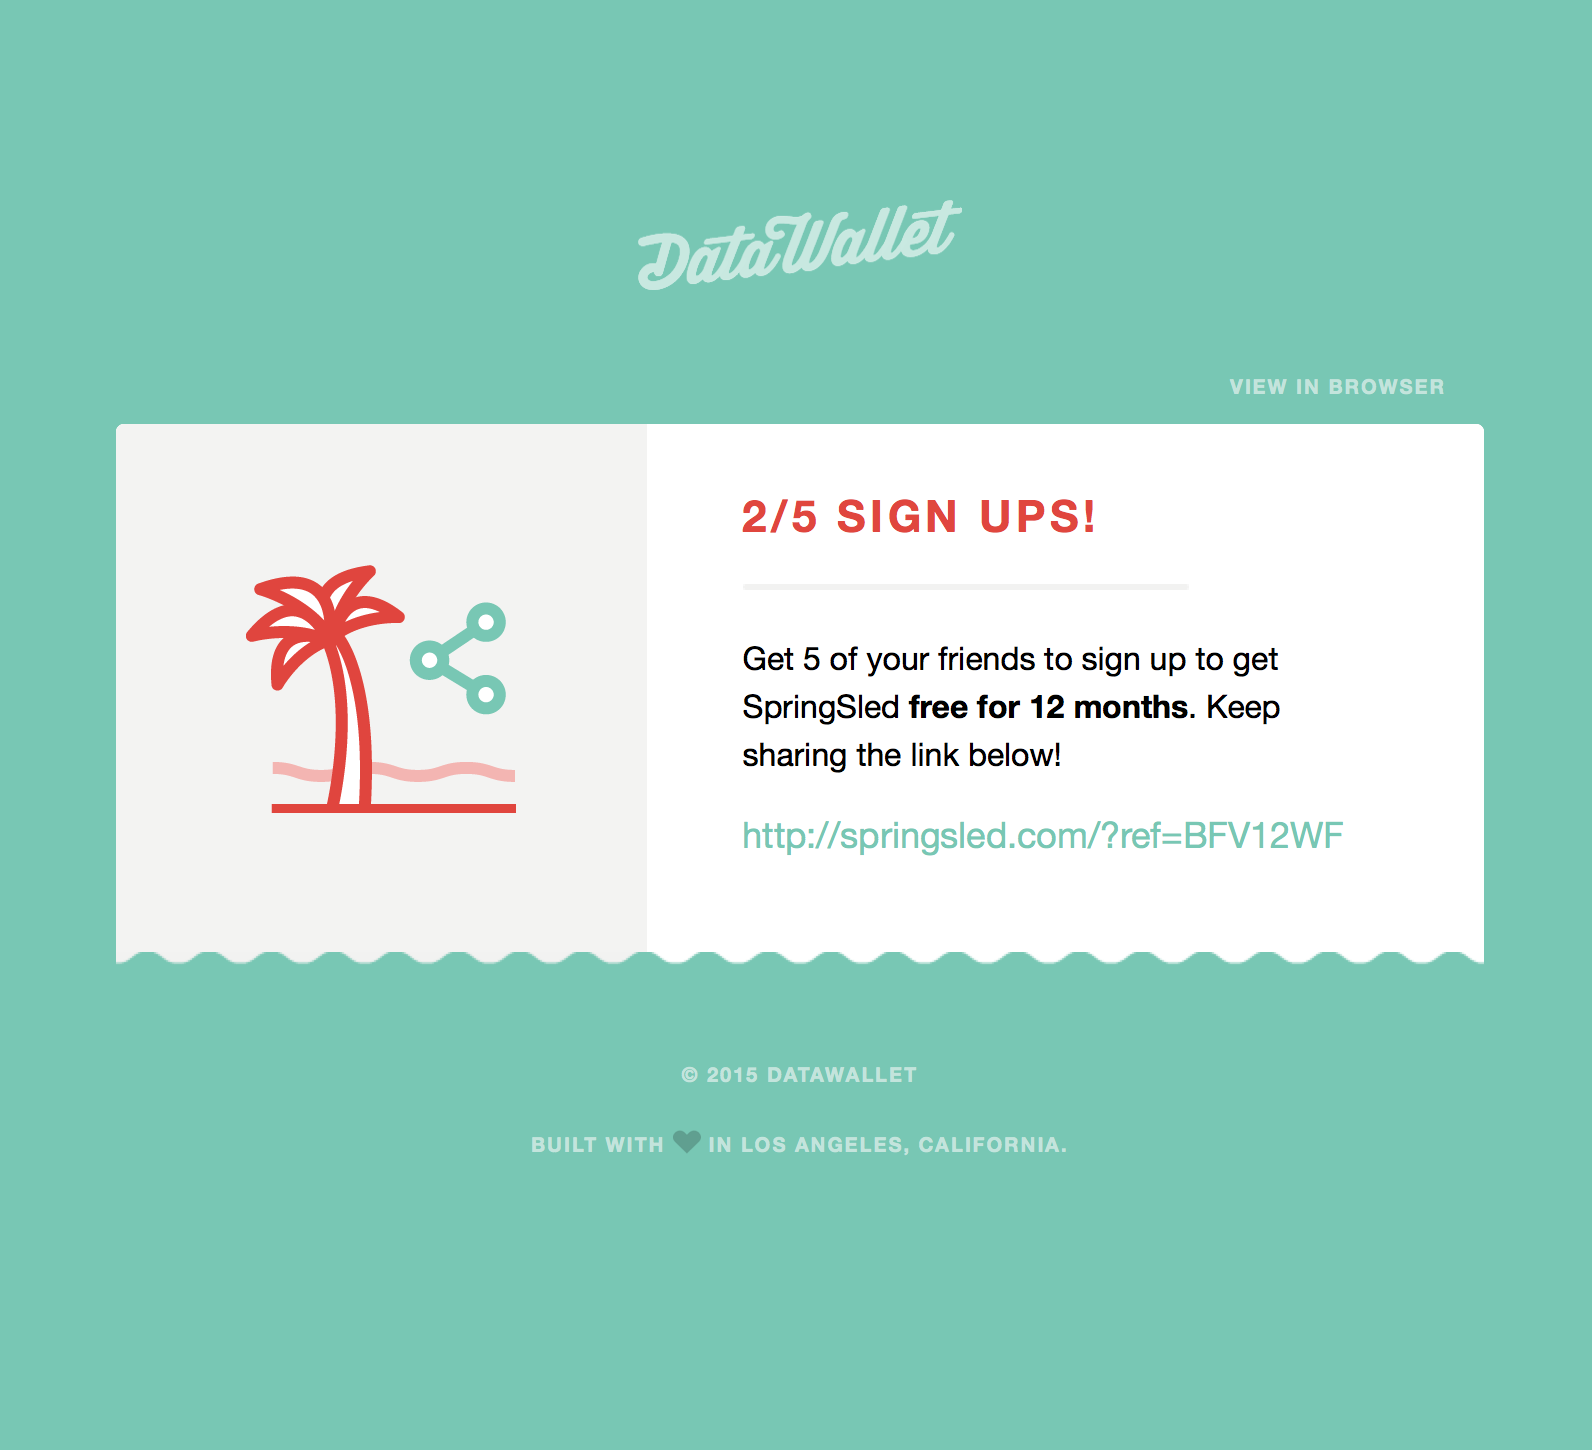 DataWallet
VIEW IN BROWSER
2/5 SIGN UPS!
Get 5 of your friends to sign up to get
SpringSled free for 12 months. Keep
sharing the link below!
http://springsled.com/?ref=BFV12WF
© 2015 DATAWALLET
BUILT WITH ♥ IN LOS ANGELES, CALIFORNIA.